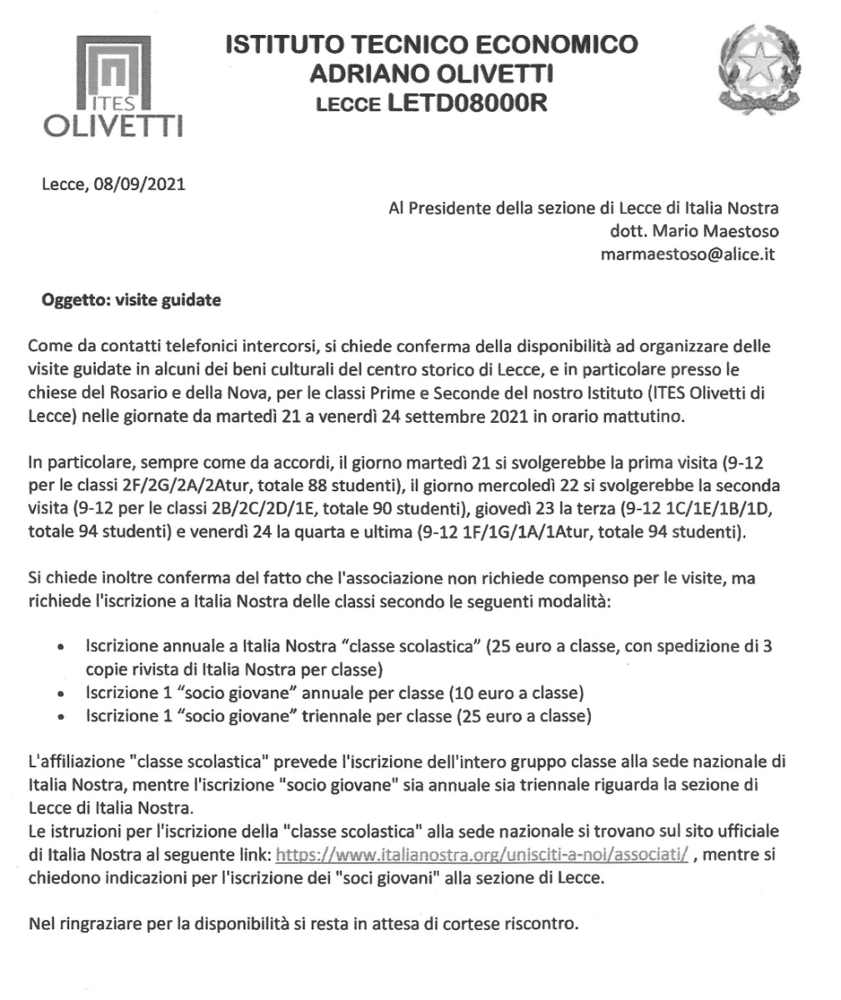 ITES
OLIVETTI
ISTITUTO TECNICO ECONOMICO
ADRIANO OLIVETTI
LECCE LETD08000R
Lecce, 08/09/2021
Al Presidente della sezione di Lecce di Italia Nostra
dott. Mario Maestoso
marmaestoso@alice.it
Oggetto: visite guidate
Come da contatti telefonici intercorsi, si chiede conferma della disponibilità ad organizzare delle
visite guidate in alcuni dei beni culturali del centro storico di Lecce, e in particolare presso le
chiese del Rosario e della Nova, per le classi Prime e Seconde del nostro Istituto (ITES Olivetti di
Lecce) nelle giornate da martedì 21 a venerdì 24 settembre 2021 in orario mattutino.
In particolare, sempre come da accordi, il giorno martedì 21 si svolgerebbe la prima visita (9-12
per le classi 2F/2G/2A/2Atur, totale 88 studenti), il giorno mercoledì 22 si svolgerebbe la seconda
visita (9-12 per le classi 2B/2C/2D/1E, totale 90 studenti), giovedì 23 la terza (9-12 1C/1E/1B/1D,
totale 94 studenti) e venerdì 24 la quarta e ultima (9-12 1F/1G/1A/1Atur, totale 94 studenti).
Si chiede inoltre conferma del fatto che l'associazione non richiede compenso per le visite, ma
richiede l'iscrizione a Italia Nostra delle classi secondo le seguenti modalità:
• Iscrizione annuale a Italia Nostra “classe scolastica” (25 euro a classe, con spedizione di 3
copie rivista di Italia Nostra per classe)
• Iscrizione 1 “socio giovane” annuale per classe (10 euro a classe)
• Iscrizione 1 “socio giovane” triennale per classe (25 euro a classe)
L'affiliazione "classe scolastica" prevede l'iscrizione dell'intero gruppo classe alla sede nazionale di
Italia Nostra, mentre l'iscrizione "socio giovane" sia annuale sia triennale riguarda la sezione di
Lecce di Italia Nostra.
Le istruzioni per l'iscrizione della "classe scolastica" alla sede nazionale si trovano sul sito ufficiale
di Italia Nostra al seguente link: https://www.italianostra.org/unisciti-a-noi/associati/ , mentre si
chiedono indicazioni per l'iscrizione dei "soci giovani" alla sezione di Lecce.
Nel ringraziare per la disponibilità si resta in attesa di cortese riscontro.